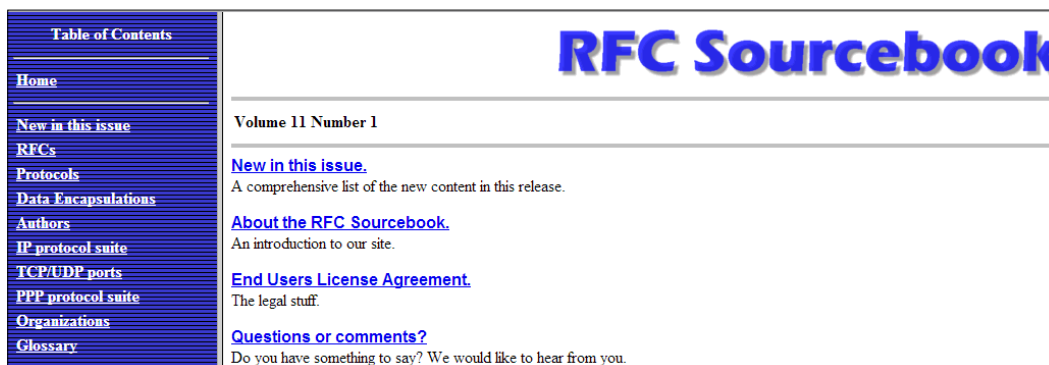 Table of Contents
Home
New in this issue
RFCs
Protocols
Data Encapsulations
Authors
IP protocol suite
TCP/UDP ports
PPP protocol suite
Organizations
Glossary
RFC Sourcebook
Volume 11 Number 1
New in this issue.
A comprehensive list of the new content in this release.
About the RFC Sourcebook.
An introduction to our site.
End Users License Agreement.
The legal stuff.
Questions or comments?
Do you have something to say? We would like to hear from you.